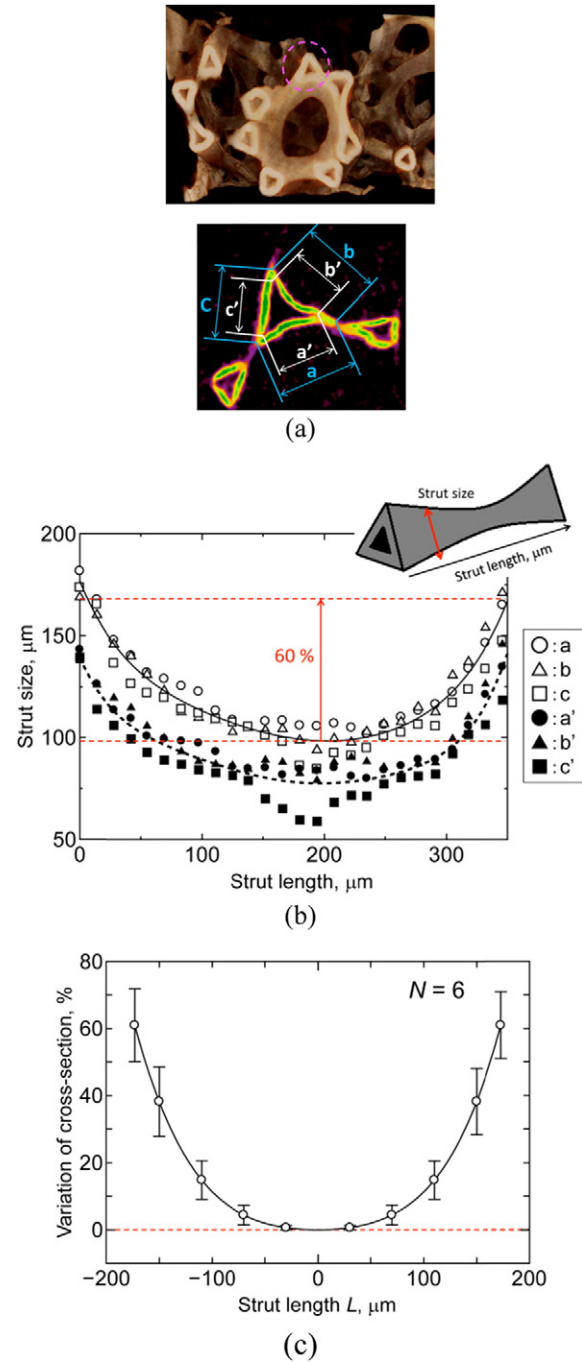 b
b'
C
c'
a'
a
(a)
Strut size
Strut length, μm
200
150
100
50
Strut size, μm
60 %
0
100
200
300
Strut length, μm
○: a
△: b
□: c
●: a'
▲: b'
■: c'
(b)
N = 6
80
60
40
20
0
Variation of cross-section, %
−200
−100
0
100
200
Strut length L, μm
(c)